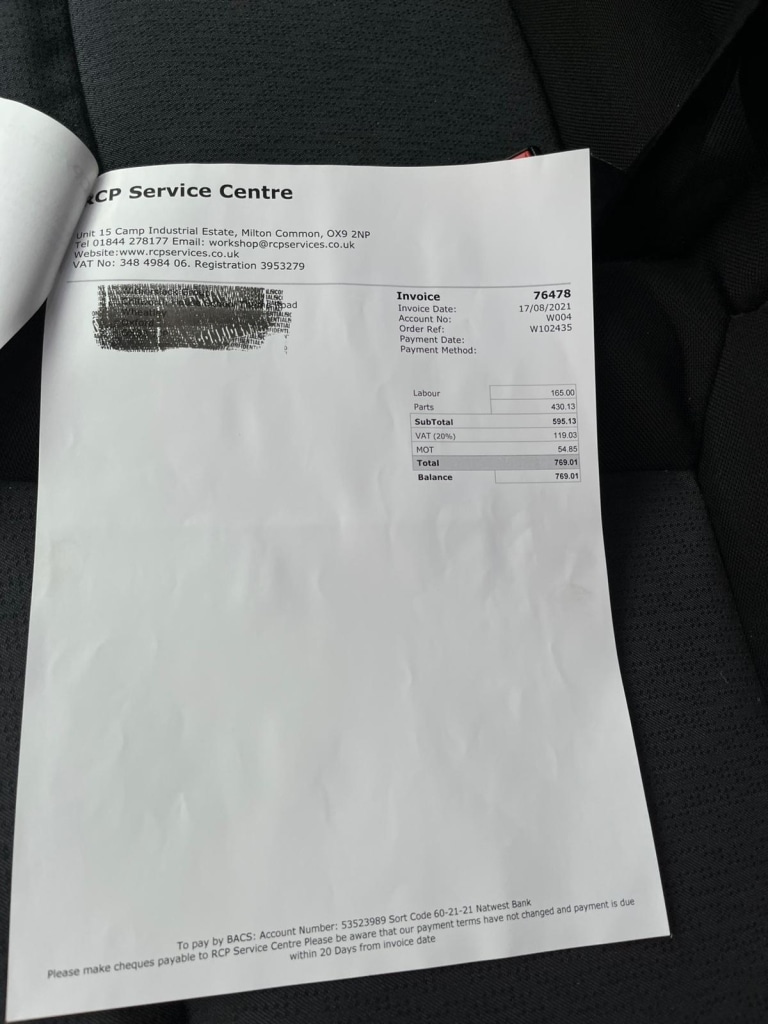 RCP Service Centre
Unit 15 Camp Industrial Estate, Milton Common, OX9 2NP
Tel 01844 278177 Email: workshop@rcpservices.co.uk
Website:www.rcpservices.co.uk
VAT No: 348 4984 06. Registration 3953279
Invoice 76478
Invoice Date: 17/08/2021
Account No: W004
Order Ref: W102435
Payment Date:
Payment Method:
Labour 165.00
Parts 430.13
SubTotal 595.13
VAT (20%) 119.03
MOT 54.85
Total 769.01
Balance 769.01
To pay by BACS: Account Number: 53523989 Sort Code 60-21-21 Natwest Bank
Please make cheques payable to RCP Service Centre Please be aware that our payment terms have not changed and payment is due
within 20 Days from invoice date